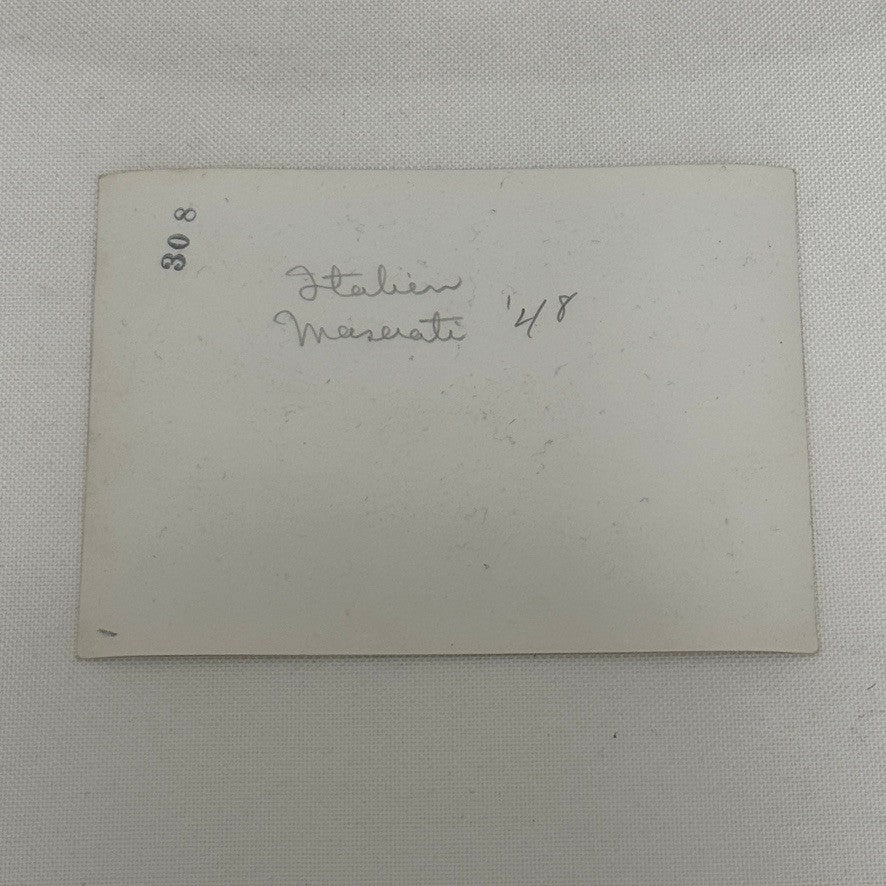 308
Italien
Maserati '48